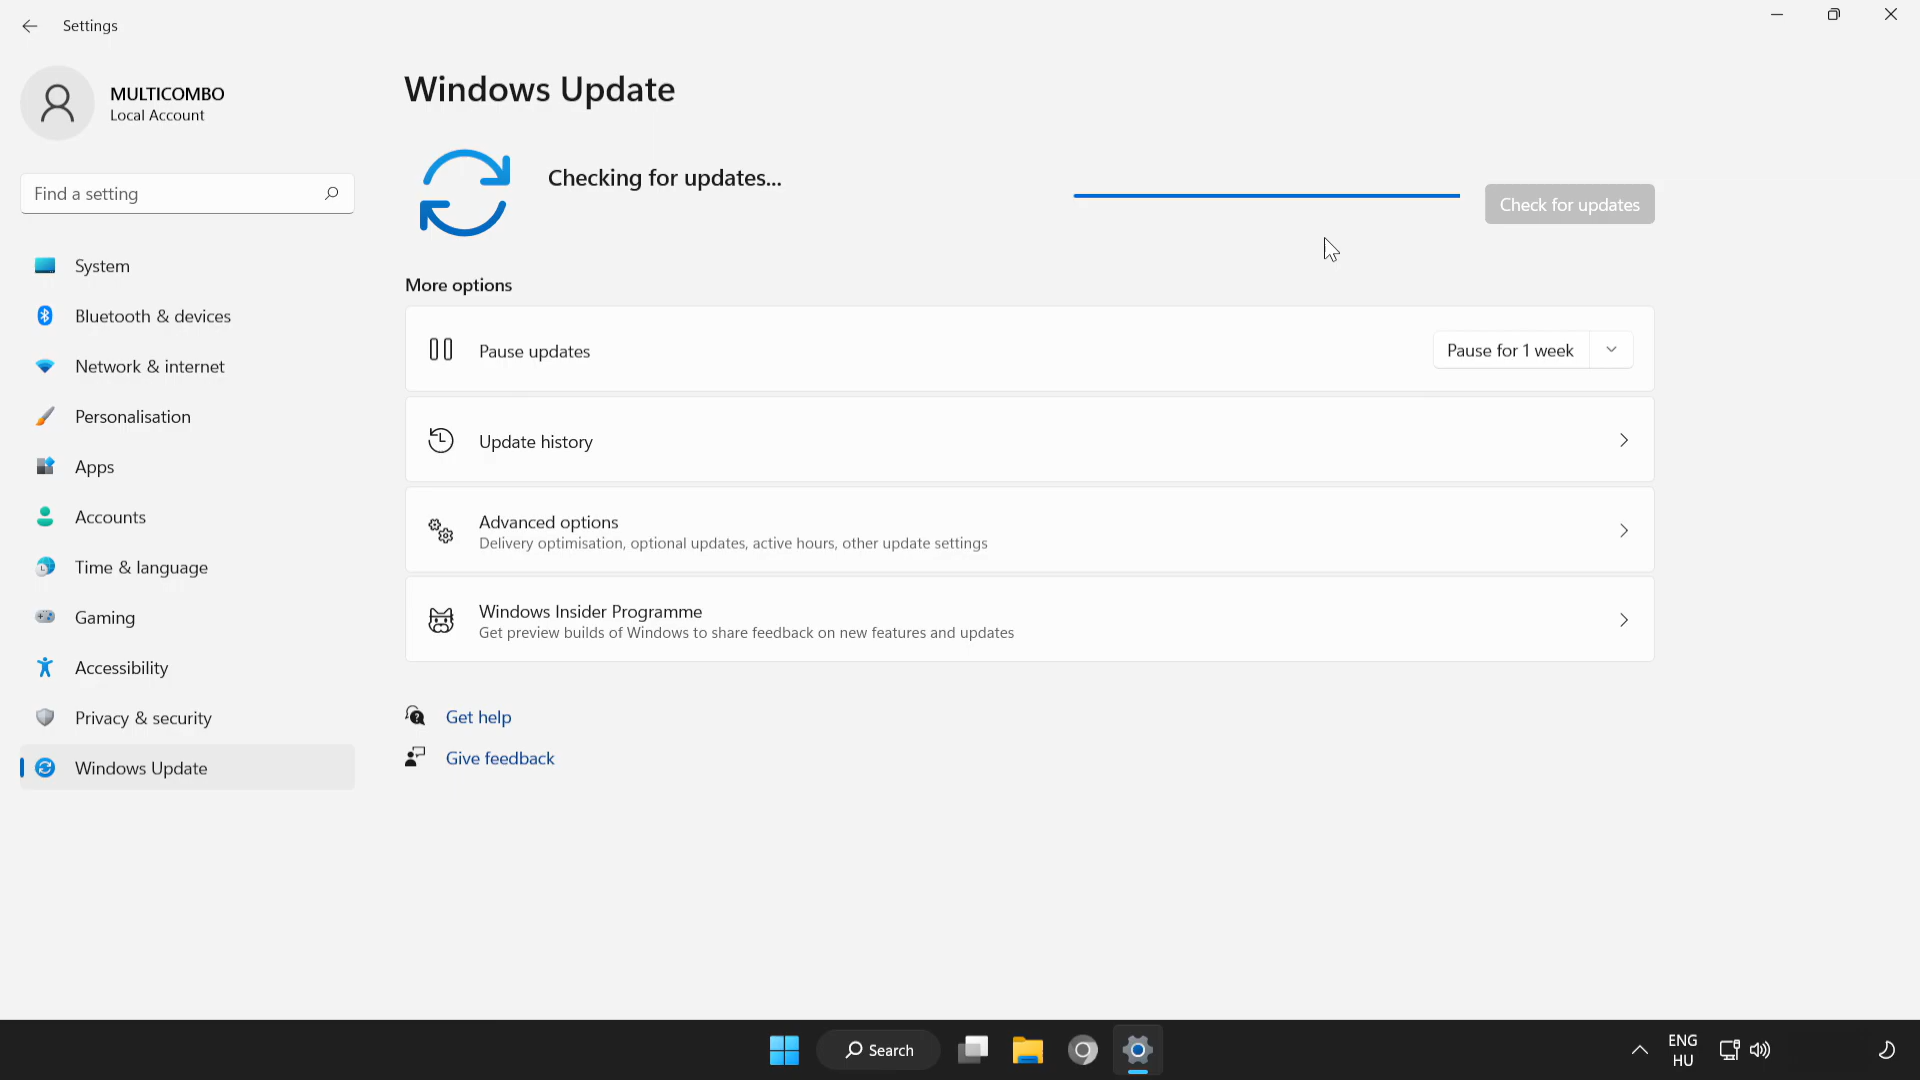 Settings
MULTICOMBO
Local Account
Find a setting
System
Bluetooth & devices
Network & internet
Personalisation
Apps
Accounts
Time & language
Gaming
Accessibility
Privacy & security
Windows Update
Windows Update
Checking for updates...
Check for updates
More options
Pause updates
Pause for 1 week
Update history
Advanced options
Delivery optimisation, optional updates, active hours, other update settings
Windows Insider Programme
Get preview builds of Windows to share feedback on new features and updates
Get help
Give feedback
Search
ENG
HU